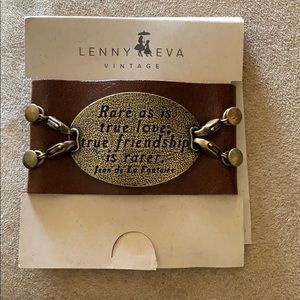 LENNY EVA
VINTAGE
Rare as is
true love,
true friendship
is rarer.
Jean de La Fontaine